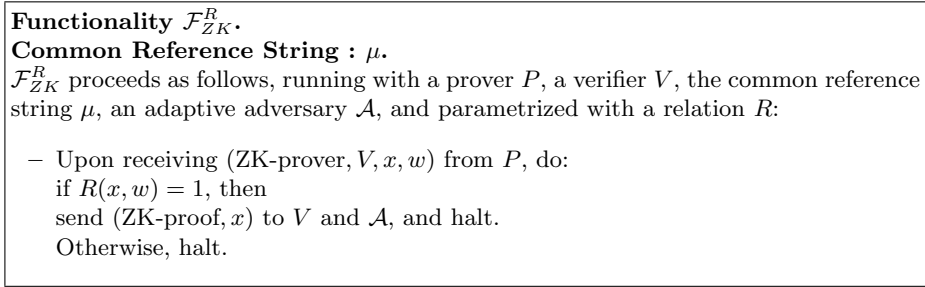 Functionality $\mathcal{F}_{ZK}^{R}$.
Common Reference String : $\mu$.
$\mathcal{F}_{ZK}^{R}$ proceeds as follows, running with a prover $P$, a verifier $V$, the common reference
string $\mu$, an adaptive adversary $\mathcal{A}$, and parametrized with a relation $R$:
– Upon receiving (ZK-prover, $V, x, w$) from $P$, do:
if $R(x, w) = 1$, then
send (ZK-proof, $x$) to $V$ and $\mathcal{A}$, and halt.
Otherwise, halt.